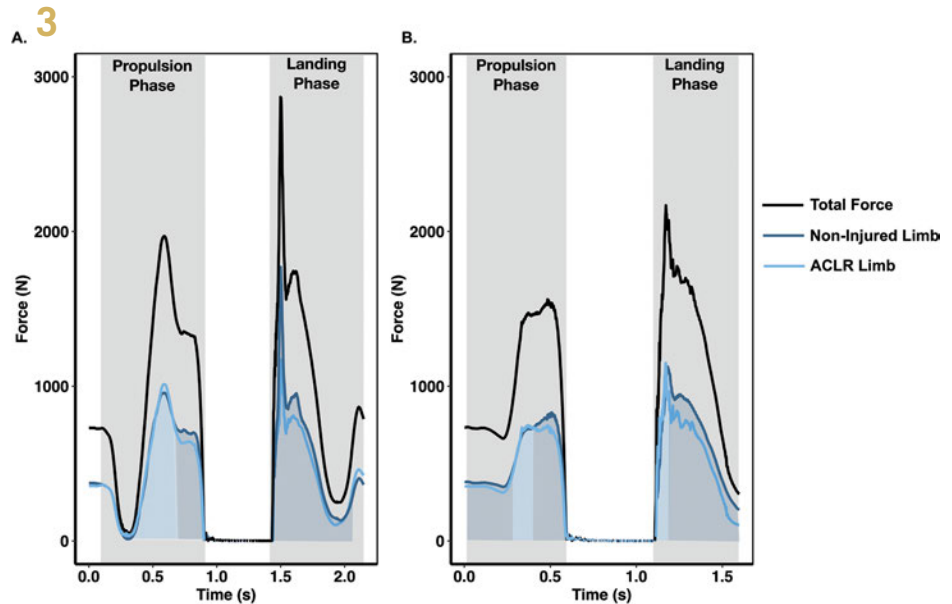 3
A.
B.
Propulsion
Phase
Landing
Phase
Propulsion
Phase
Landing
Phase
3000
2000
1000
0
Force (N)
0.0 0.5 1.0 1.5 2.0
Time (s)
3000
2000
1000
0
Force (N)
0.0 0.5 1.0 1.5
Time (s)
Total Force
Non-Injured Limb
ACLR Limb